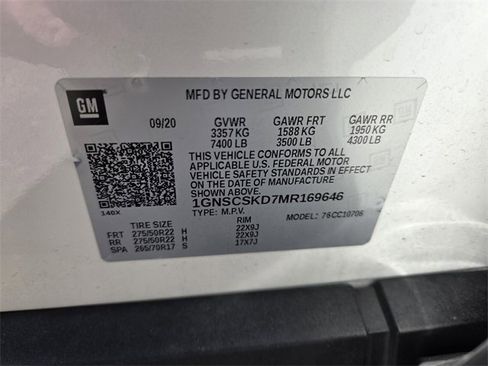 GM
MFD BY GENERAL MOTORS LLC
09/20 GVWR GAWR FRT GAWR RR
3357 KG 1588 KG 1950 KG
7400 LB 3500 LB 4300 LB
THIS VEHICLE CONFORMS TO ALL
APPLICABLE U.S. FEDERAL MOTOR
VEHICLE SAFETY STANDARDS IN EFFECT
ON THE DATE OF MANUFACTURE SHOWN ABOVE.
1GNSCSKD7MR169646
140X TYPE: M.P.V. MODEL: 76CC10706
TIRE SIZE RIM
FRT 275/50R22 H 22X9J
RR 275/50R22 H 22X9J
SPA 265/70R17 S 17X7J